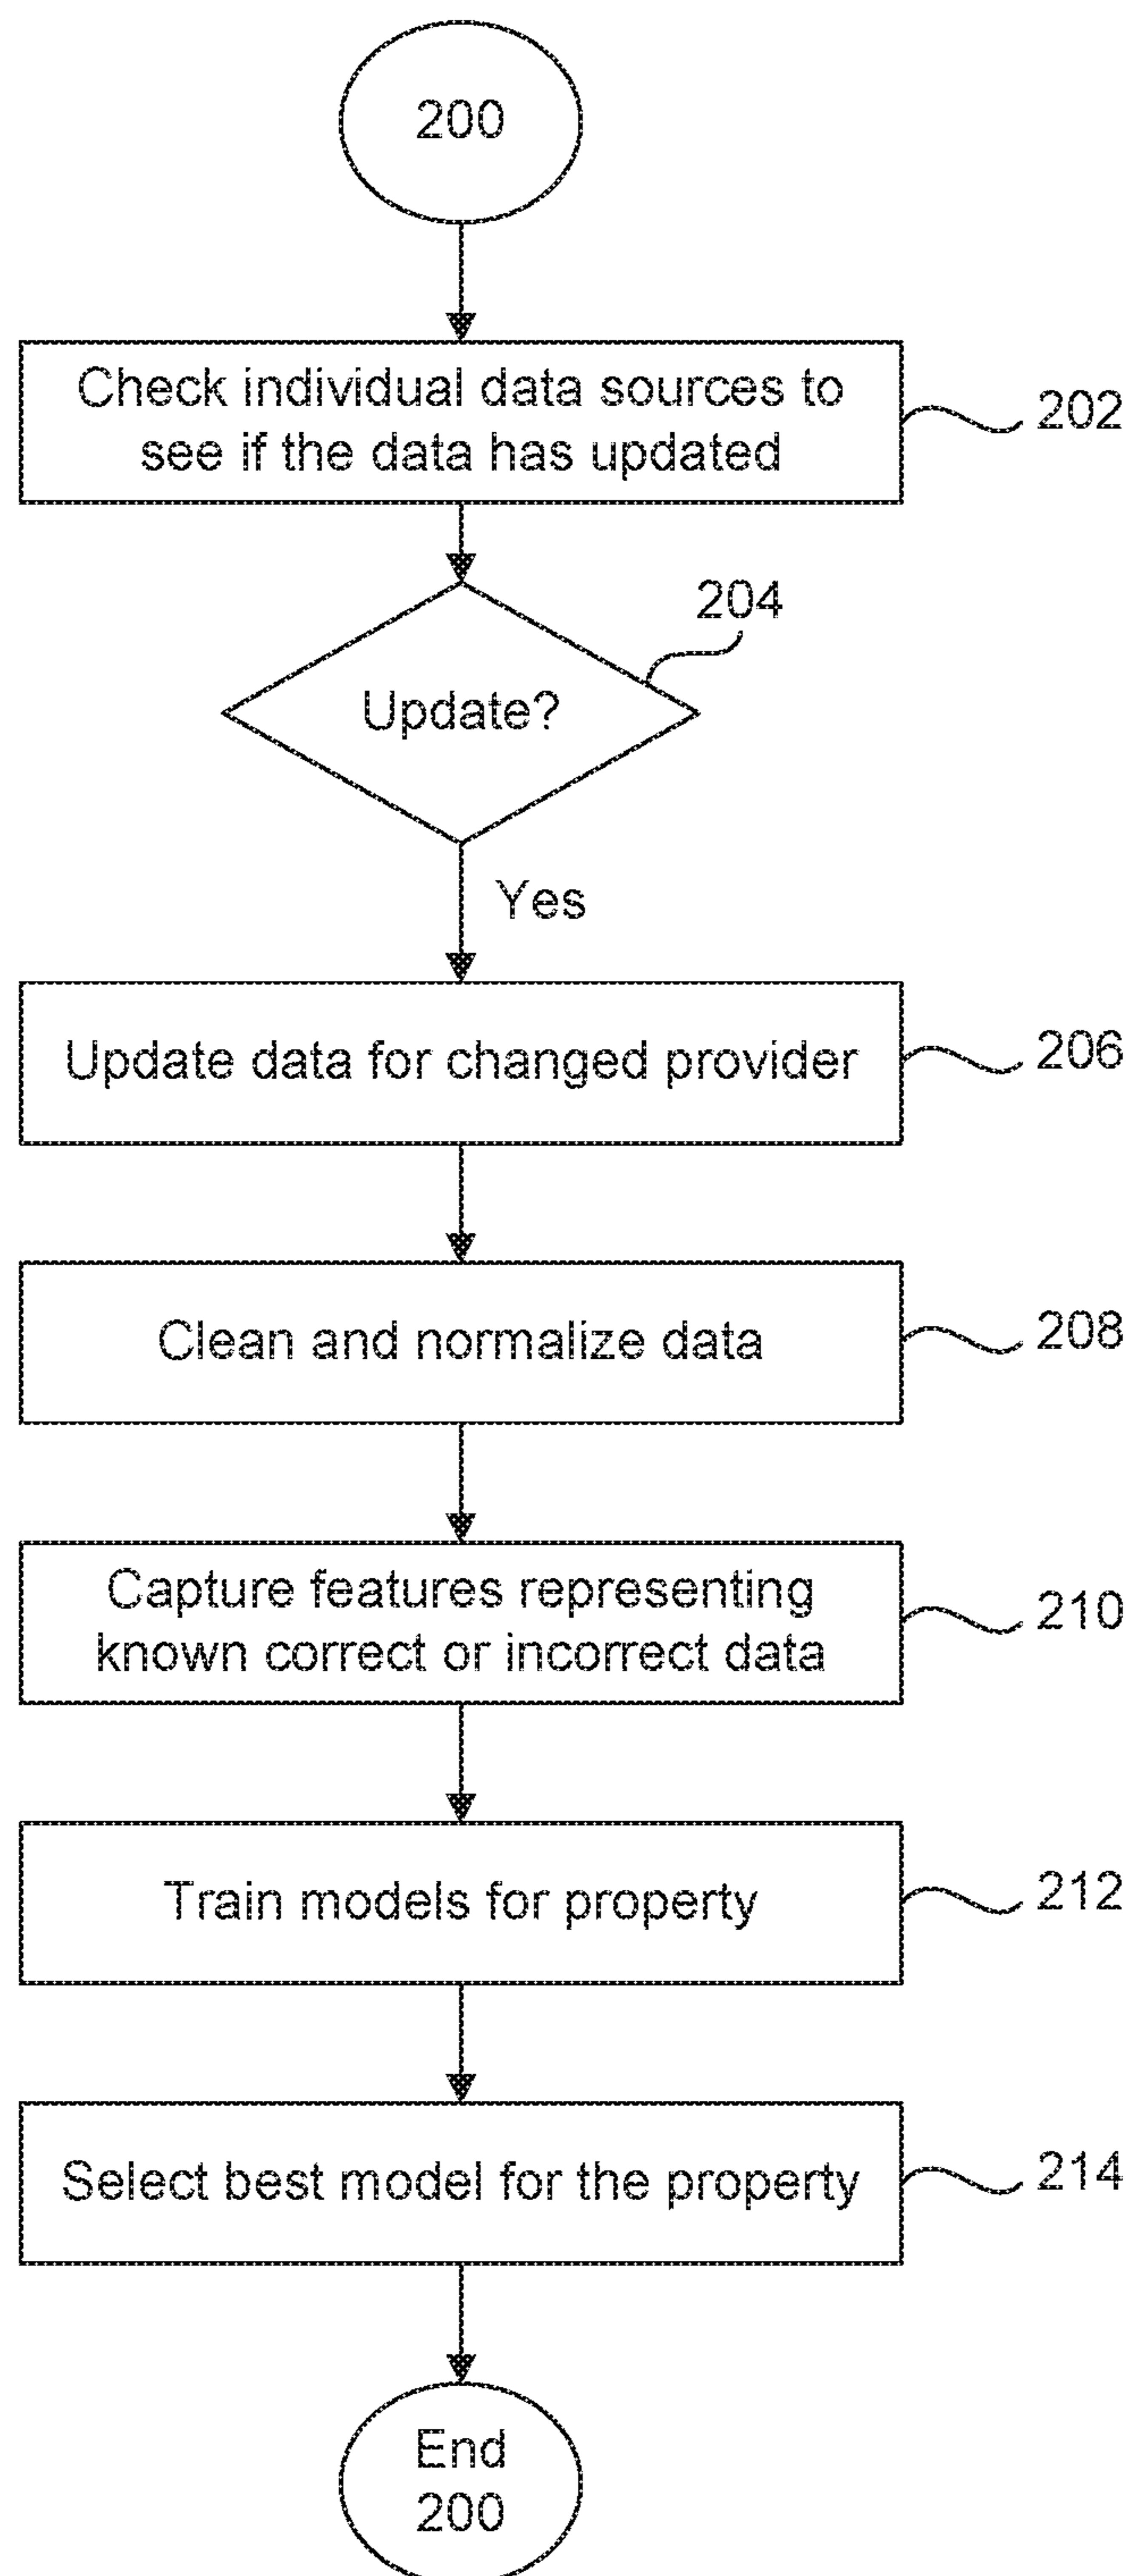 200
Check individual data sources to
see if the data has updated
202
204
Update?
Yes
Update data for changed provider
206
Clean and normalize data
208
Capture features representing
known correct or incorrect data
210
Train models for property
212
Select best model for the property
214
End
200